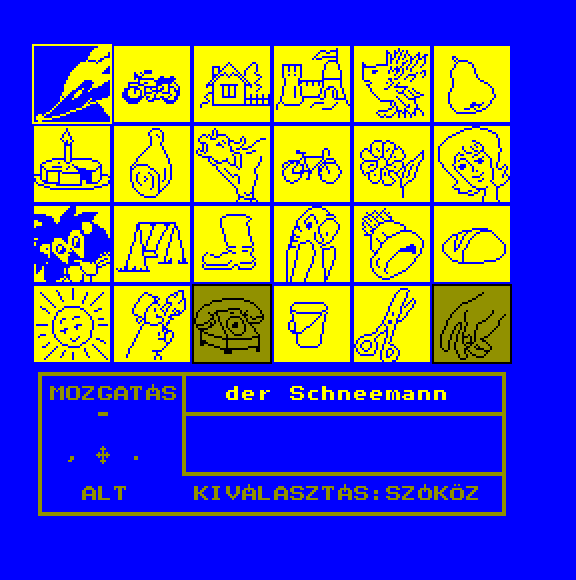 MOZGATÁS
der Schneemann
- 
, ‡ .
ALT KIVÁLASZTÁS:SZÓKÖZ